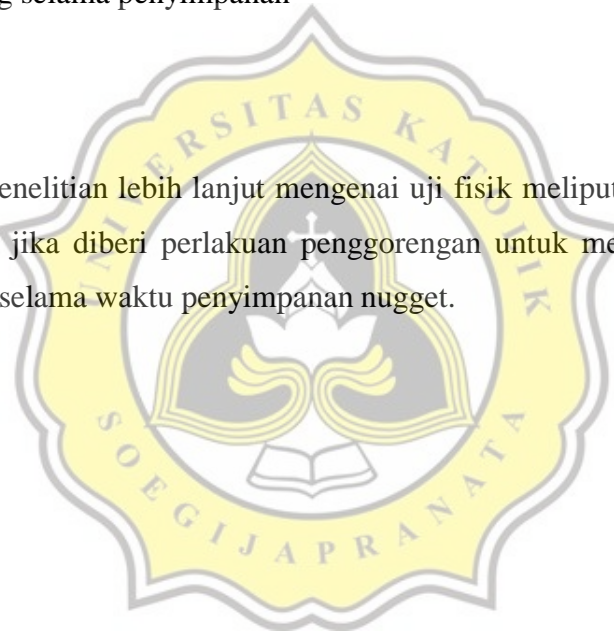 selama penyimpanan
UNIVERSITAS KATOLIK
enelitian lebih lanjut mengenai uji fisik meliput
jika diberi perlakuan penggorengan untuk me
selama waktu penyimpanan nugget.
SOEGIJAPRANATA